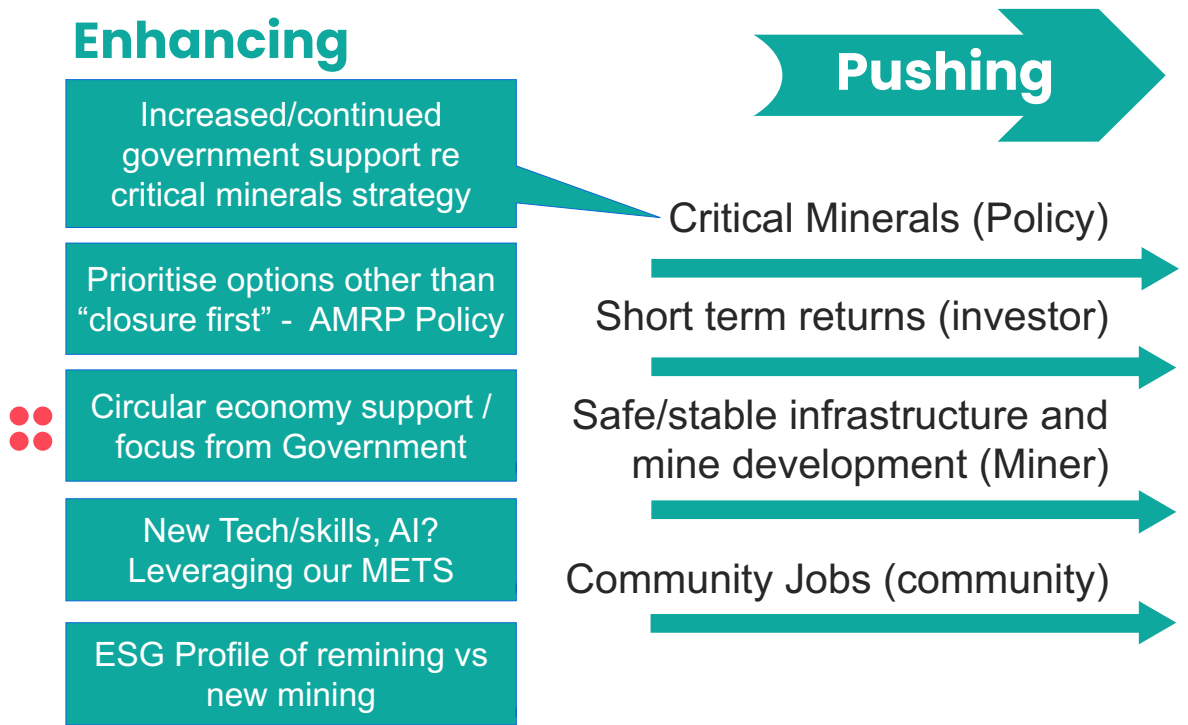 Enhancing
Increased/continued
government support re
critical minerals strategy
Prioritise options other than
“closure first” - AMRP Policy
Circular economy support /
focus from Government
New Tech/skills, AI?
Leveraging our METS
ESG Profile of remining vs
new mining
Pushing
Critical Minerals (Policy)
Short term returns (investor)
Safe/stable infrastructure and
mine development (Miner)
Community Jobs (community)